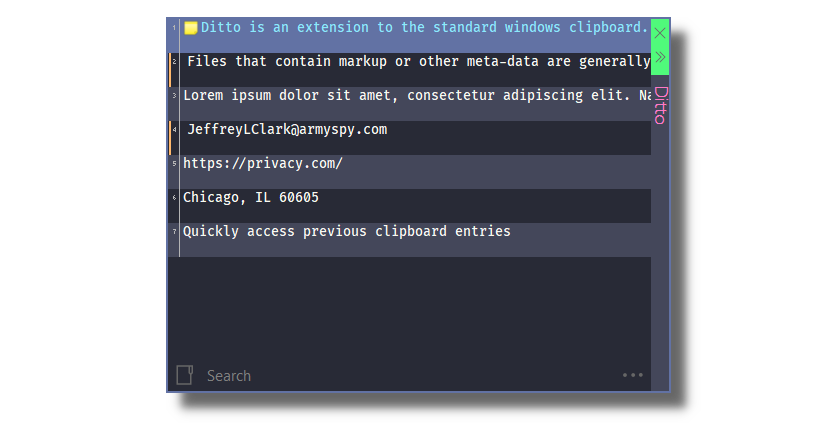 1 Ditto is an extension to the standard windows clipboard.
2 Files that contain markup or other meta-data are generally
3 Lorem ipsum dolor sit amet, consectetur adipiscing elit. Na
4 JeffreyLClark@armyspy.com
5 https://privacy.com/
6 Chicago, IL 60605
7 Quickly access previous clipboard entries
Search
Ditto